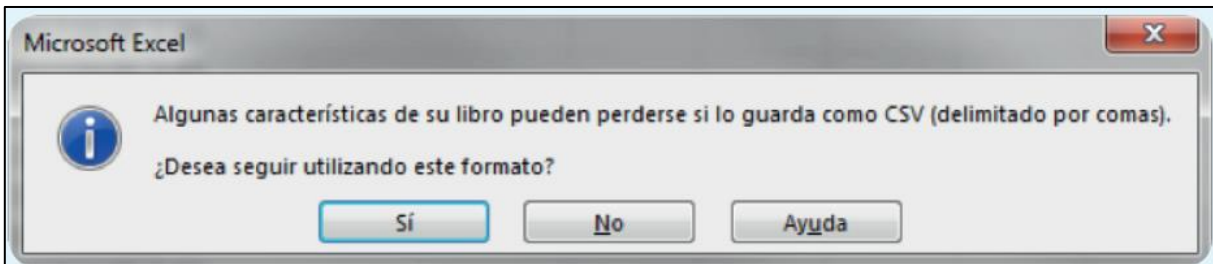 Microsoft Excel
Algunas características de su libro pueden perderse si lo guarda como CSV (delimitado por comas).
¿Desea seguir utilizando este formato?
Sí No Ayuda